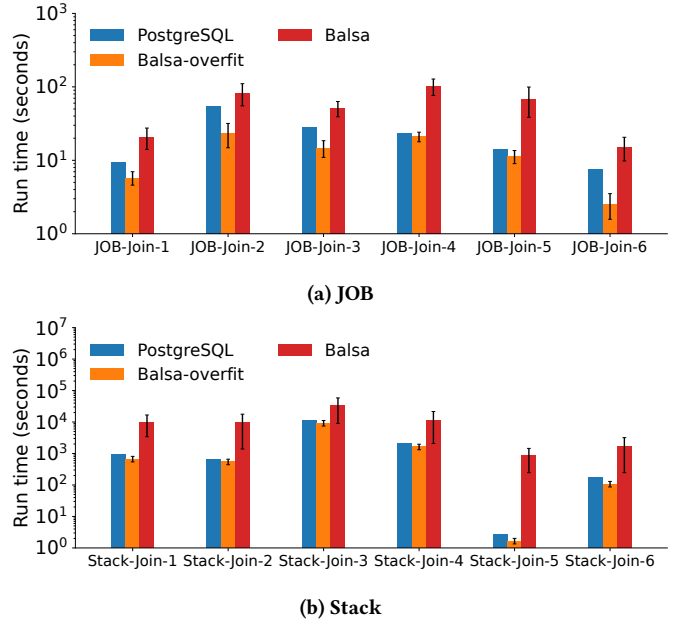 10³
10²
10¹
10⁰
Run time (seconds)
PostgreSQL
Balsa-overfit
Balsa
JOB-Join-1 JOB-Join-2 JOB-Join-3 JOB-Join-4 JOB-Join-5 JOB-Join-6
(a) JOB
10⁷
10⁶
10⁵
10⁴
10³
10²
10¹
10⁰
Run time (seconds)
PostgreSQL
Balsa-overfit
Balsa
Stack-Join-1 Stack-Join-2 Stack-Join-3 Stack-Join-4 Stack-Join-5 Stack-Join-6
(b) Stack